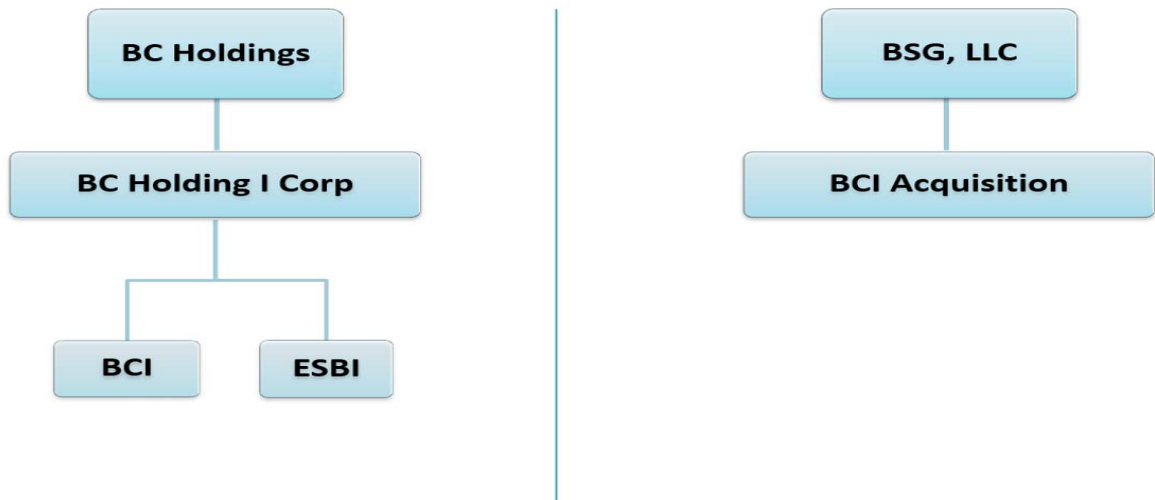 BC Holdings
BC Holding I Corp
BCI
ESBI
BSG, LLC
BCI Acquisition